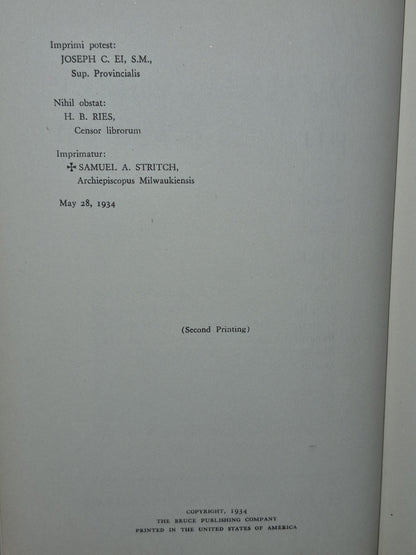 Imprimi potest:
JOSEPH C. EI, S.M.,
Sup. Provincialis
Nihil obstat:
H. B. RIES,
Censor librorum
Imprimatur:
✠ SAMUEL A. STRITCH,
Archiepiscopus Milwaukiensis
May 28, 1934
(Second Printing)
COPYRIGHT, 1934
THE BRUCE PUBLISHING COMPANY
PRINTED IN THE UNITED STATES OF AMERICA